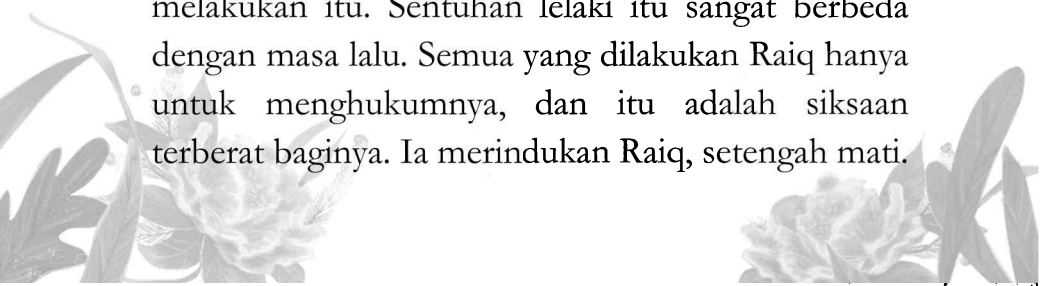 melakukan itu. Sentuhan lelaki itu sangat berbeda
dengan masa lalu. Semua yang dilakukan Raiq hanya
untuk menghukumnya, dan itu adalah siksaan
terberat baginya. Ia merindukan Raiq, setengah mati.